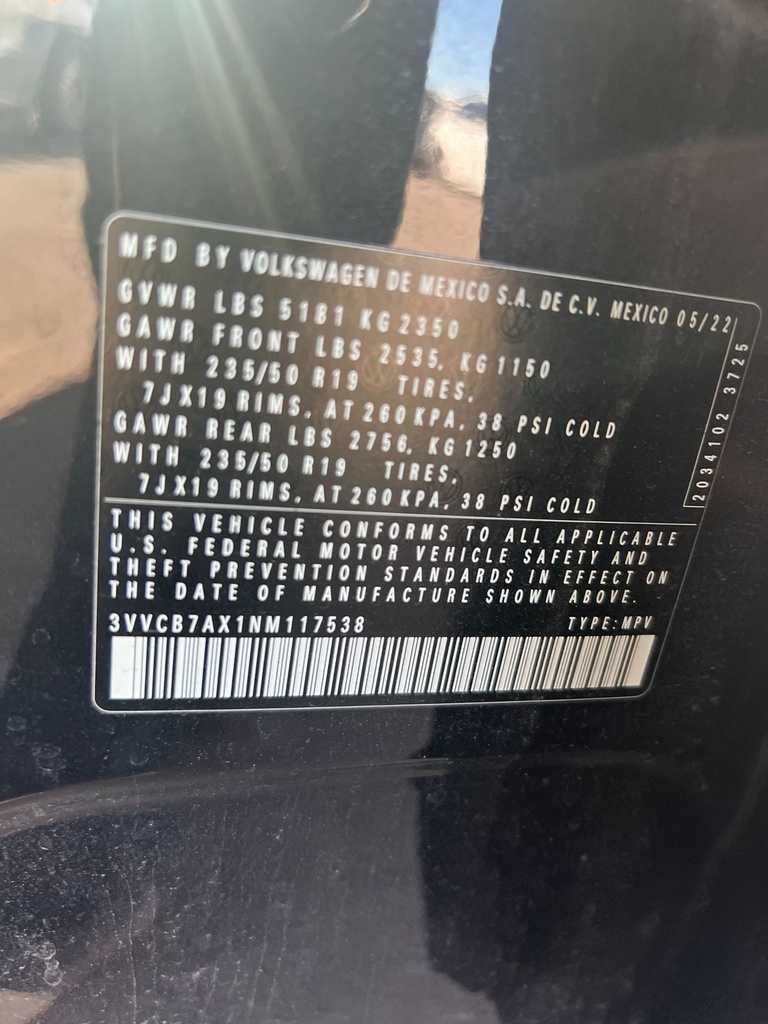 MFD BY VOLKSWAGEN DE MEXICO S.A. DE C.V. MEXICO 05/22
GVWR LBS 5181 KG 2350
GAWR FRONT LBS 2535, KG 1150
WITH 235/50 R19 TIRES,
7JX19 RIMS, AT 260 KPA, 38 PSI COLD
GAWR REAR LBS 2756, KG 1250
WITH 235/50 R19 TIRES,
7JX19 RIMS, AT 260 KPA, 38 PSI COLD
2034102 3725
THIS VEHICLE CONFORMS TO ALL APPLICABLE
U.S. FEDERAL MOTOR VEHICLE SAFETY AND
THEFT PREVENTION STANDARDS IN EFFECT ON
THE DATE OF MANUFACTURE SHOWN ABOVE.
3VVCB7AX1NM117538 TYPE: MPV